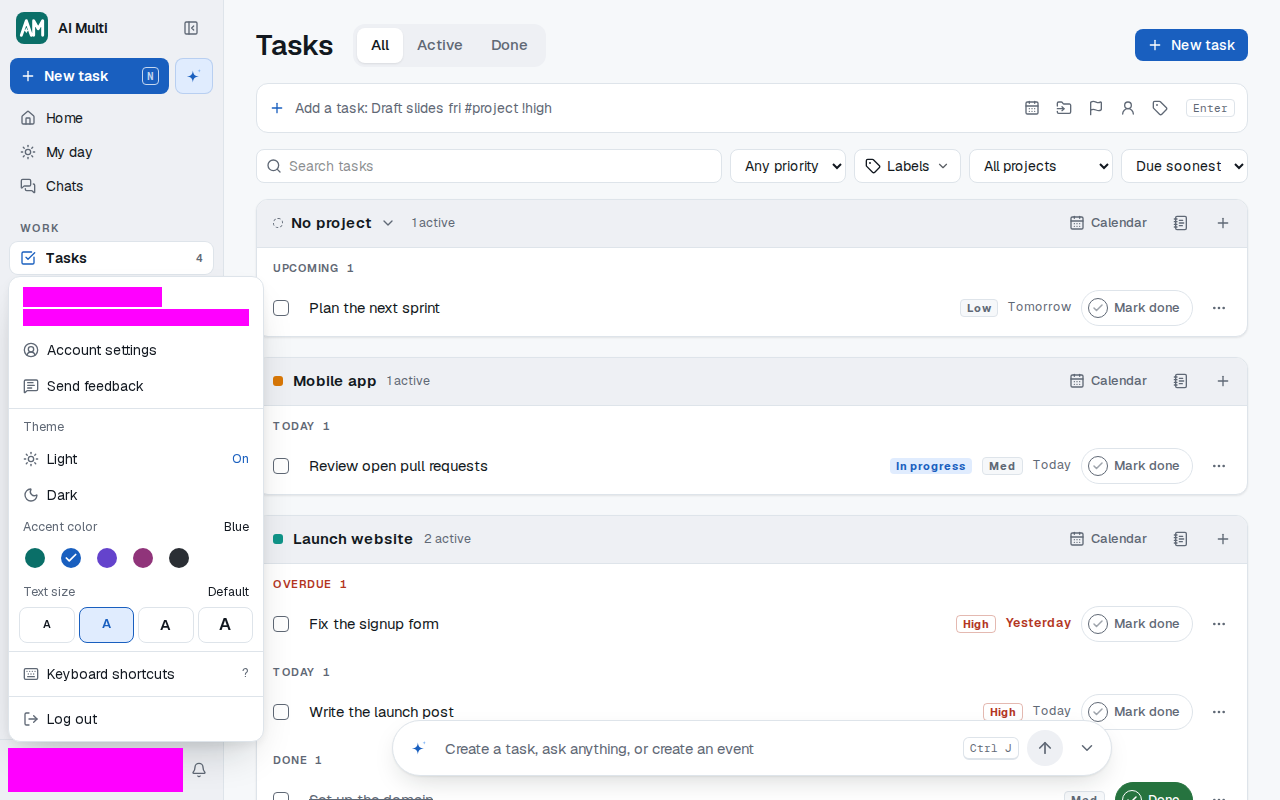 AM AI Multi
New task N
Home
My day
Chats
WORK
Tasks 4
Account settings
Send feedback
Theme
Light On
Dark
Accent color Blue
Text size Default
A A A A
Keyboard shortcuts ?
Log out
Tasks All Active Done New task
Add a task: Draft slides fri #project !high Enter
Search tasks Any priority Labels All projects Due soonest
No project 1 active Calendar
UPCOMING 1
Plan the next sprint Low Tomorrow Mark done
Mobile app 1 active Calendar
TODAY 1
Review open pull requests In progress Med Today Mark done
Launch website 2 active Calendar
OVERDUE 1
Fix the signup form High Yesterday Mark done
TODAY 1
Write the launch post High Today Mark done
Create a task, ask anything, or create an event Ctrl J
DONE 1
Set up the domain Med Done